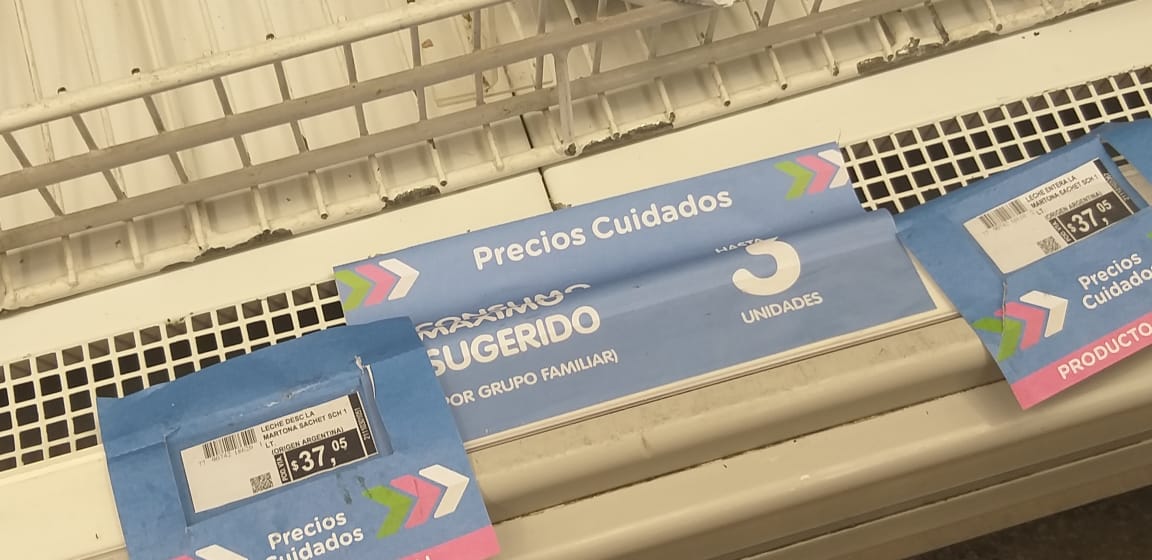 Precios Cuidados
CONSUMO
MÁXIMO
SUGERIDO
POR GRUPO FAMILIAR)
HASTA
3
UNIDADES
LECHE DESC LA
MARTONA SACHET SCH 1
LT.
(ORIGEN ARGENTINA)
$37,05
Precios
Cuidados
LECHE ENTERA LA
MARTONA SACHET SCH 1
LT.
(ORIGEN ARGENTINA)
$37,05
Precios
Cuidados
PRODUCTO